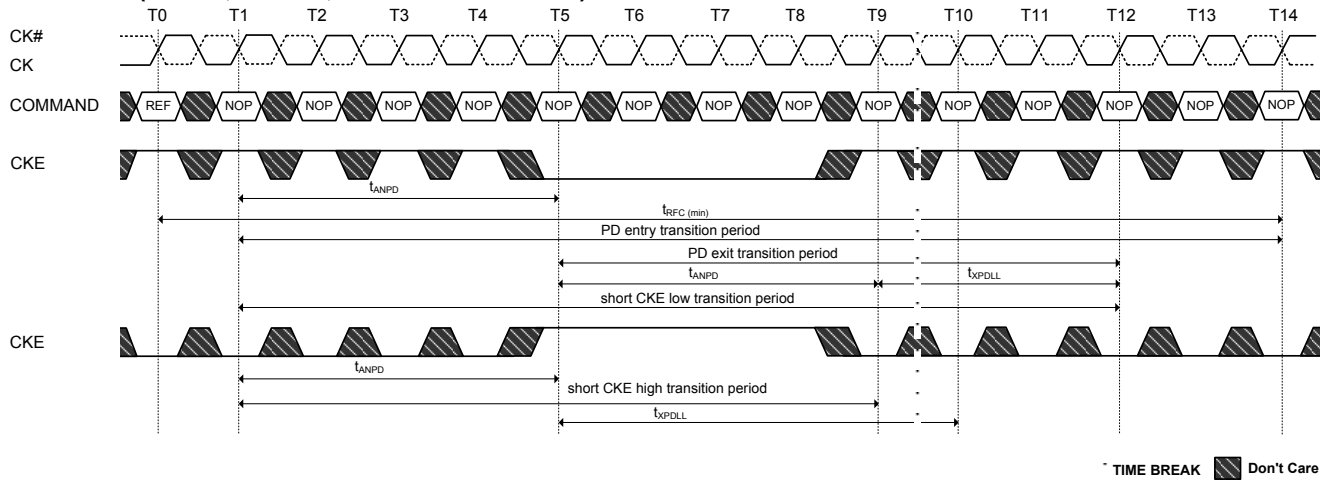 T0 T1 T2 T3 T4 T5 T6 T7 T8 T9 T10 T11 T12 T13 T14
CK#
CK
COMMAND REF NOP NOP NOP NOP NOP NOP NOP NOP NOP NOP NOP NOP NOP NOP
CKE
tANPD
tRFC (min)
PD entry transition period
PD exit transition period
tANPD tXPDLL
short CKE low transition period
CKE
tANPD
short CKE high transition period
tXPDLL
TIME BREAK Don't Care